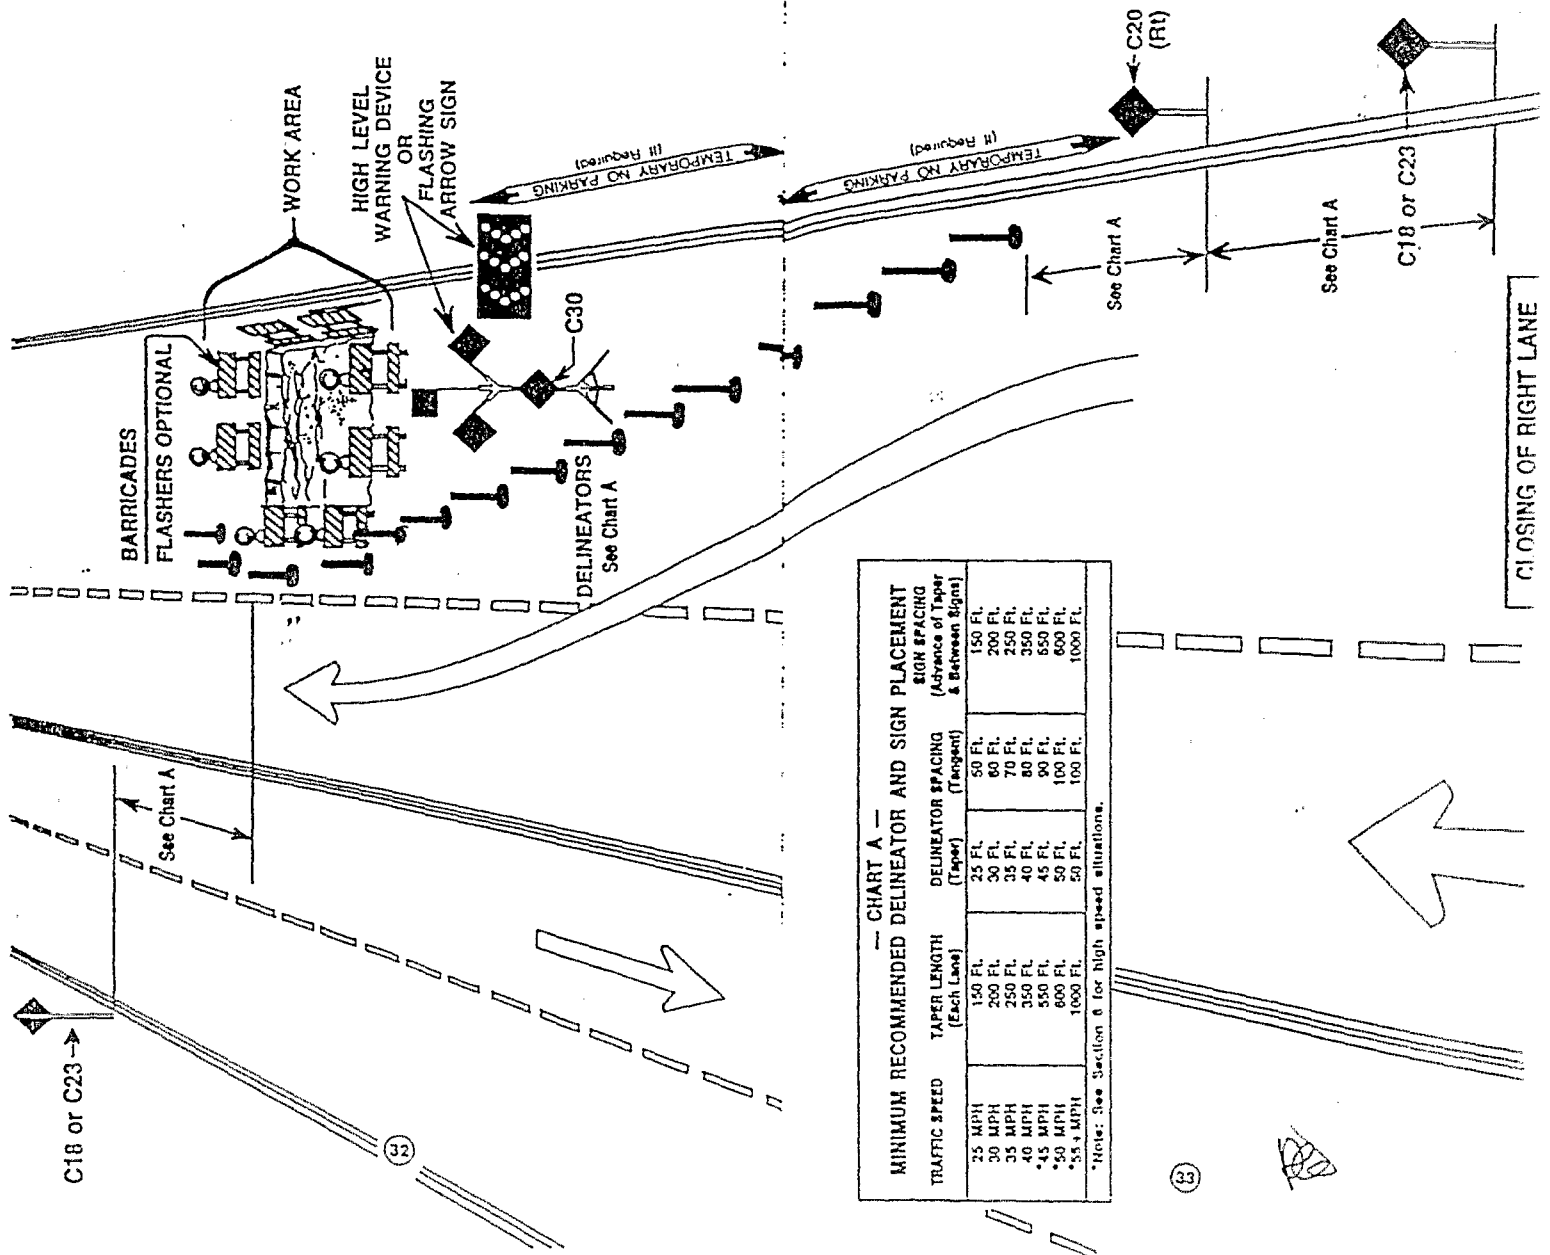 BARRICADES
FLASHERS OPTIONAL
WORK AREA
HIGH LEVEL
WARNING DEVICE
OR
FLASHING
ARROW SIGN
C30
DELINEATORS
See Chart A
TEMPORARY NO PARKING
(If Required)
TEMPORARY NO PARKING
(If Required)
C20
(Rt)
See Chart A
See Chart A
C18 or C23
See Chart A
C18 or C23
32
— CHART A —
MINIMUM RECOMMENDED DELINEATOR AND SIGN PLACEMENT
TRAFFIC SPEED TAPER LENGTH (Each Lane) DELINEATOR SPACING (Taper) (Tangent) SIGN SPACING (Advance of Taper & Between Signs)
25 MPH 150 Ft. 25 Ft. 50 Ft. 150 Ft.
30 MPH 200 Ft. 30 Ft. 60 Ft. 200 Ft.
35 MPH 250 Ft. 35 Ft. 70 Ft. 250 Ft.
40 MPH 350 Ft. 40 Ft. 80 Ft. 350 Ft.
*45 MPH 550 Ft. 45 Ft. 90 Ft. 550 Ft.
*50 MPH 600 Ft. 50 Ft. 100 Ft. 600 Ft.
*55+ MPH 1000 Ft. 50 Ft. 100 Ft. 1000 Ft.
*Note: See Section 6 for high speed situations.
33
CLOSING OF RIGHT LANE